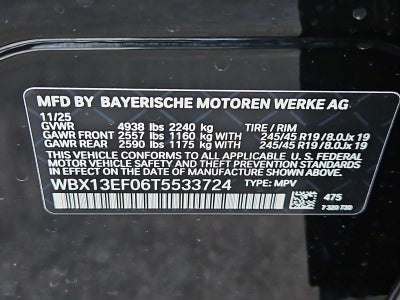 MFD BY BAYERISCHE MOTOREN WERKE AG
11/25
GVWR 4938 lbs 2240 kg TIRE / RIM
GAWR FRONT 2557 lbs 1160 kg WITH 245/45 R19 / 8.0Jx 19
GAWR REAR 2590 lbs 1175 kg WITH 245/45 R19 / 8.0Jx 19
THIS VEHICLE CONFORMS TO ALL APPLICABLE U.S. FEDERAL
MOTOR VEHICLE SAFETY, BUMPER, AND THEFT PREVENTION
STANDARDS IN EFFECT ON THE DATE OF MANUFACTURE SHOWN ABOVE.
WBX13EF06T5533724 TYPE: MPV
475